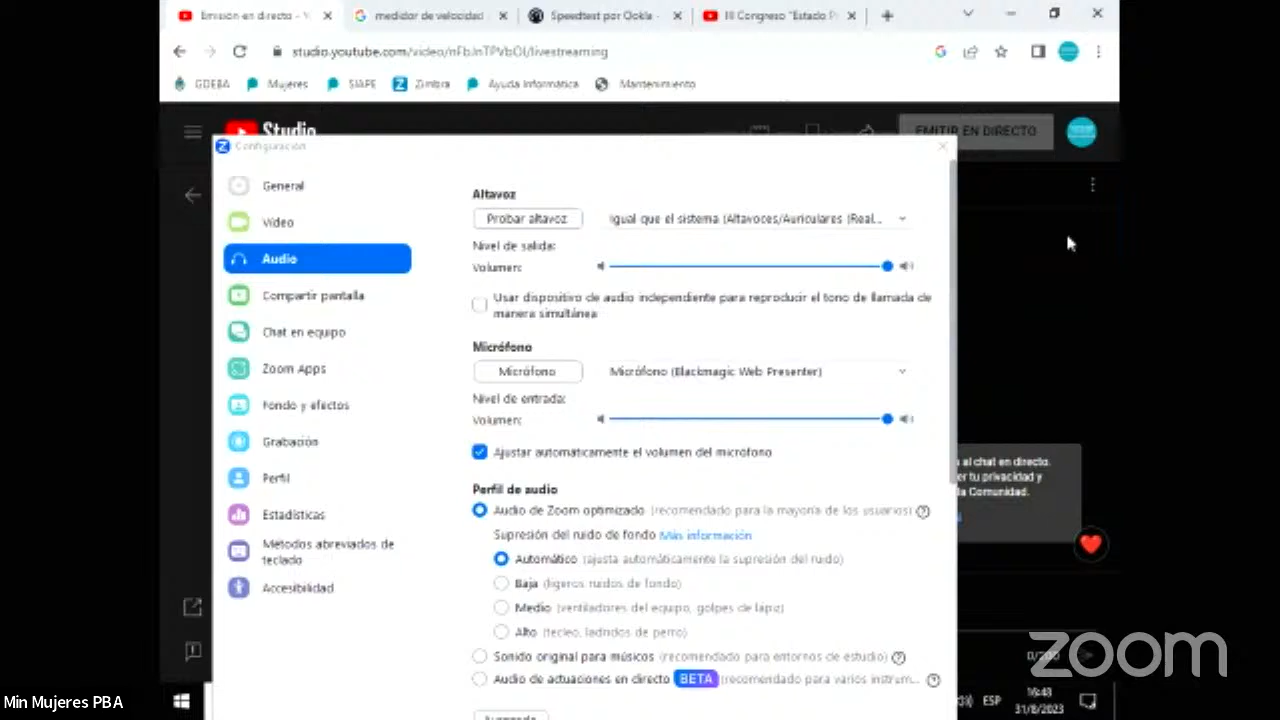 Emisión en directo - Y
medidor de velocidad
Speedtest por Ookla -
III Congreso "Estado P
GDEBA
Mujeres
SIAPE
Zimbra
Ayuda Informática
Mantenimiento
Studio
EMITIR EN DIRECTO
Configuración
General
Vídeo
Audio
Compartir pantalla
Chat en equipo
Zoom Apps
Fondo y efectos
Grabación
Perfil
Estadísticas
Métodos abreviados de
teclado
Accesibilidad
Altavoz
Probar altavoz
Igual que el sistema (Altavoces/Auriculares (Real...
Nivel de salida:
Volumen:
Usar dispositivo de audio independiente para reproducir el tono de llamada de
manera simultánea
Micrófono
Micrófono
Micrófono (Blackmagic Web Presenter)
Nivel de entrada:
Volumen:
Ajustar automáticamente el volumen del micrófono
Perfil de audio
Audio de Zoom optimizado (recomendado para la mayoría de los usuarios)
Supresión del ruido de fondo Más información
Automático (ajusta automáticamente la supresión del ruido)
Baja (ligeros ruidos de fondo)
Medio (ventiladores del equipo, golpes de lápiz)
Alto (tecleo, ladridos de perro)
Sonido original para músicos (recomendado para entornos de estudio)
Audio de actuaciones en directo BETA (recomendado para varios instrum...
Avanzado
al chat en directo.
er tu privacidad y
la Comunidad.
0/200
zoom
ESP
16:43
31/8/2023
Min Mujeres PBA